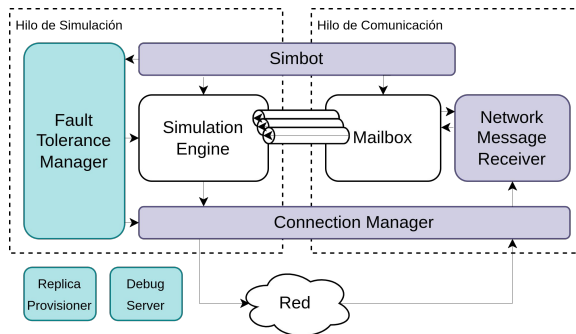 Hilo de Simulación
Hilo de Comunicación
Simbot
Fault
Tolerance
Manager
Simulation
Engine
Mailbox
Network
Message
Receiver
Connection Manager
Replica
Provisioner
Debug
Server
Red